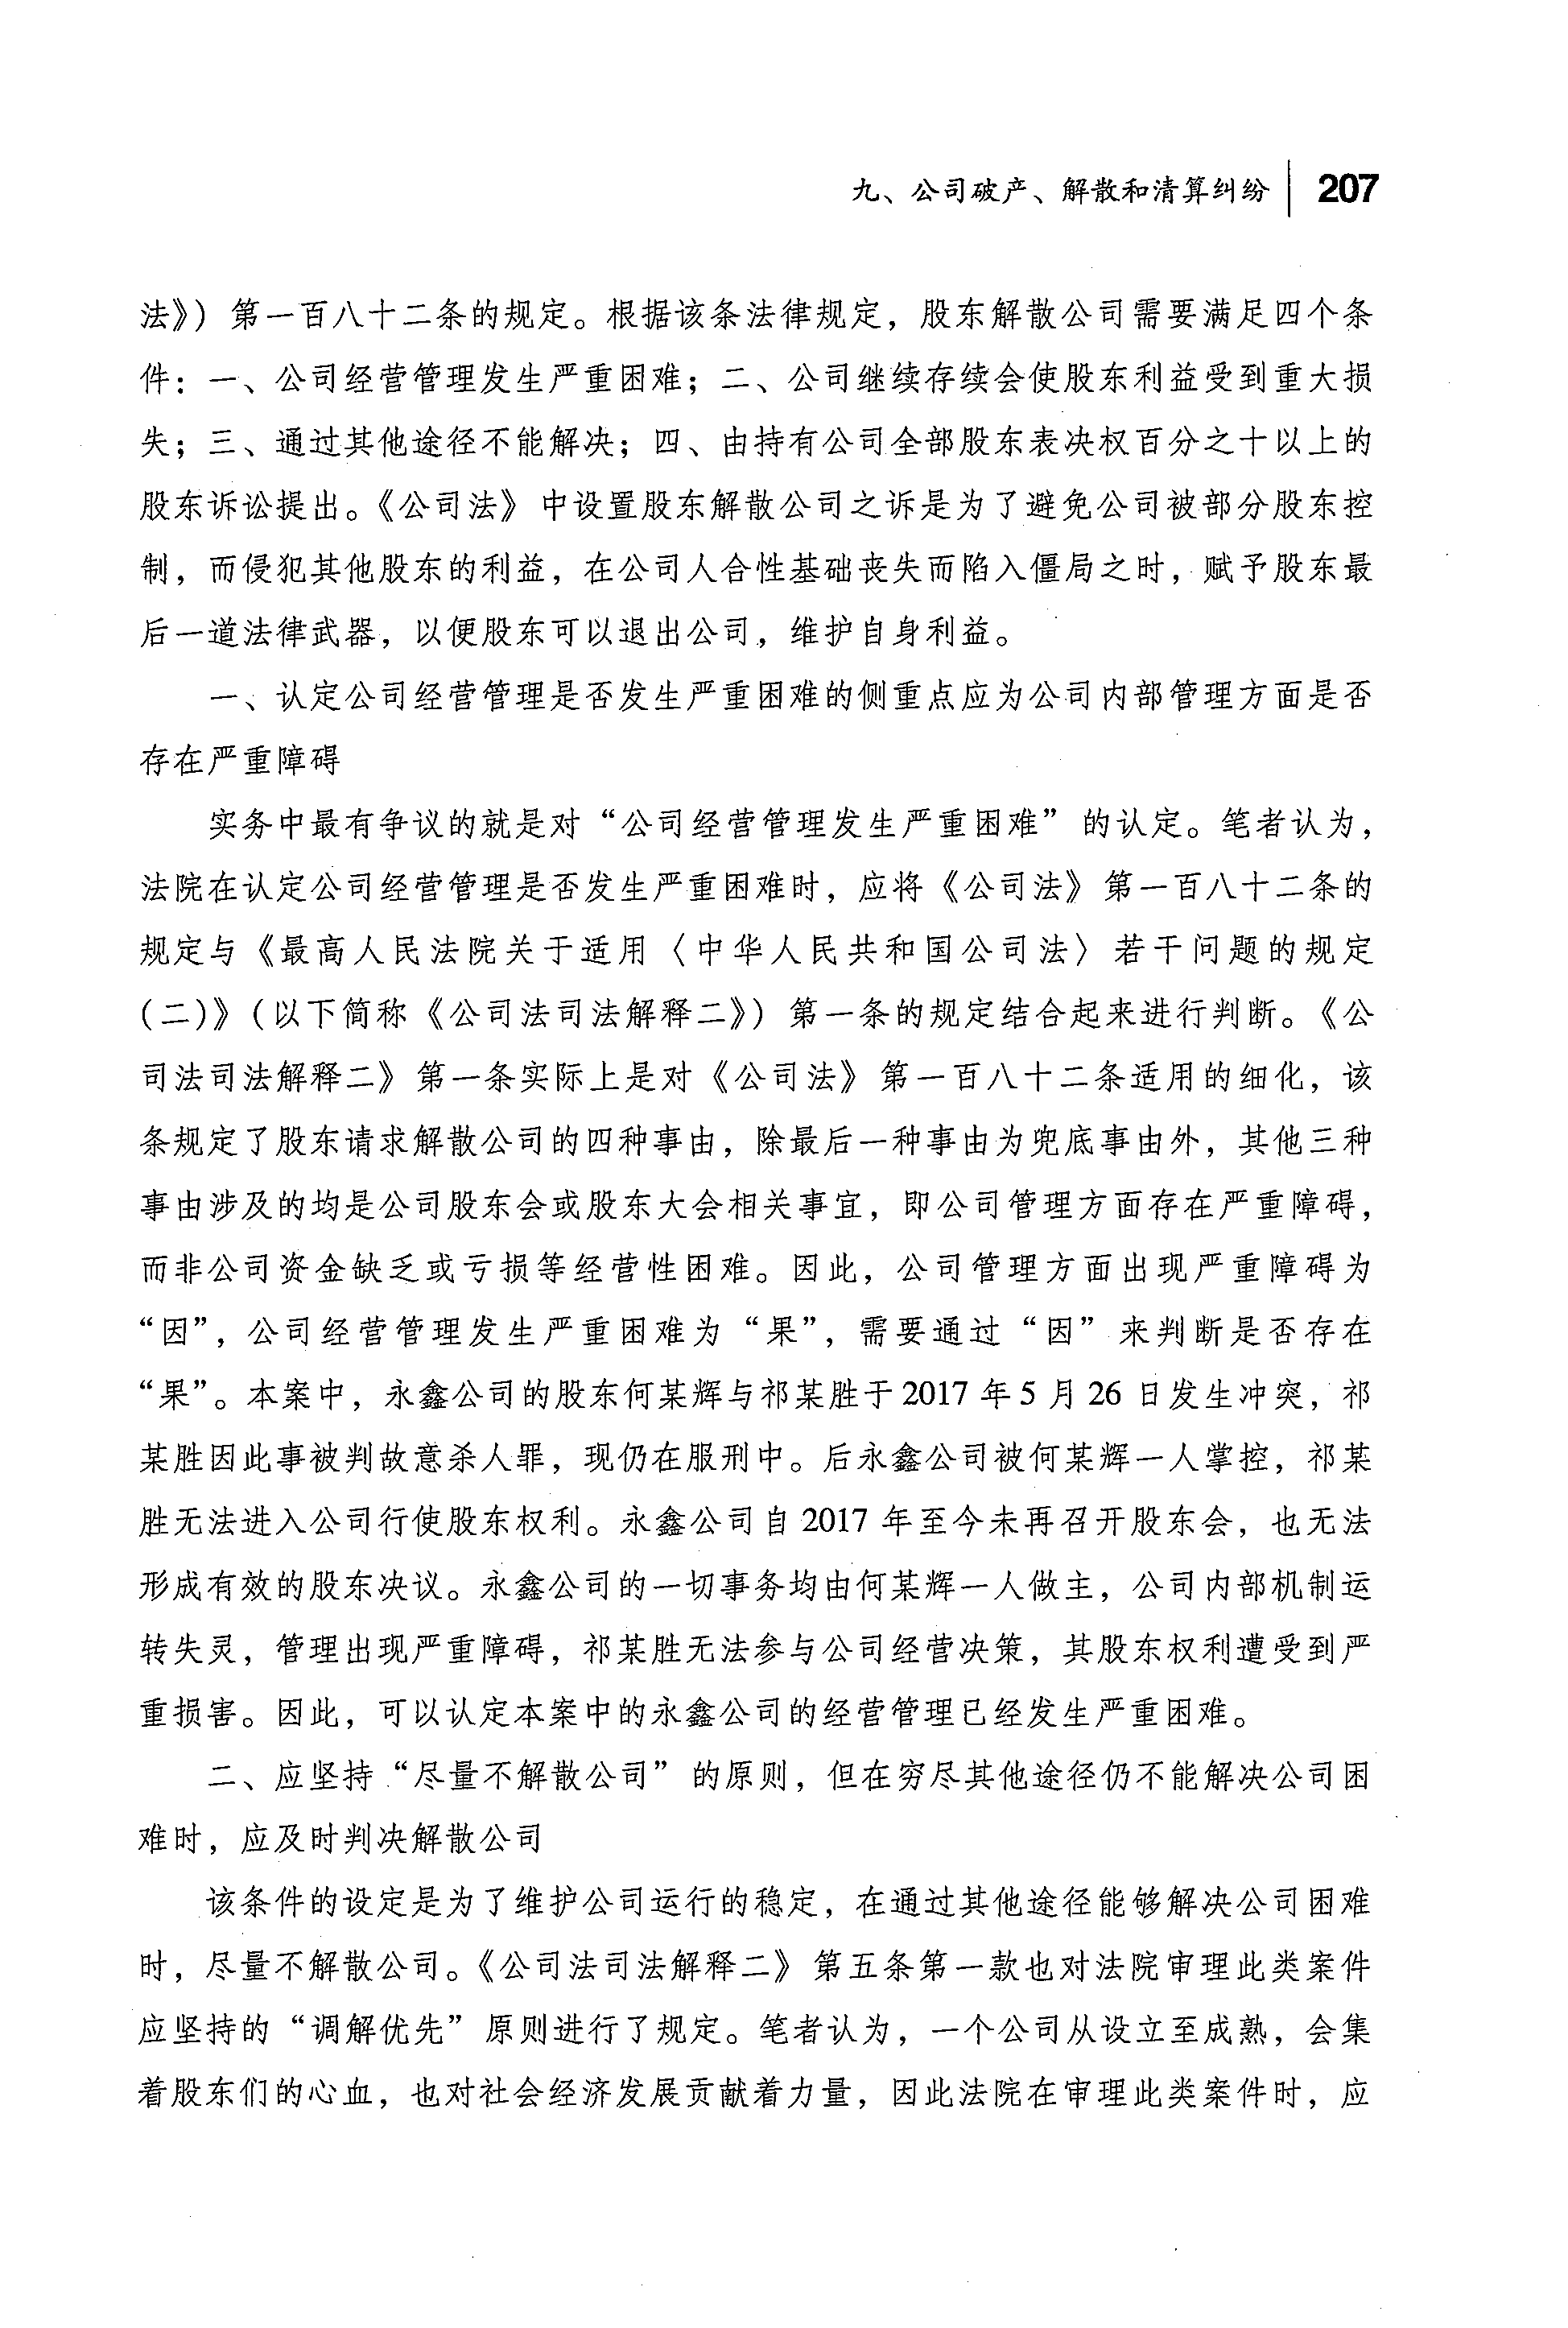 九、公司破产、解散和清算纠纷 207
法》）第一百八十二条的规定。根据该条法律规定，股东解散公司需要满足四个条
件：一、公司经营管理发生严重困难；二、公司继续存续会使股东利益受到重大损
失；三、通过其他途径不能解决；四、由持有公司全部股东表决权百分之十以上的
股东诉讼提出。《公司法》中设置股东解散公司之诉是为了避免公司被部分股东控
制，而侵犯其他股东的利益，在公司人合性基础丧失而陷入僵局之时，赋予股东最
后一道法律武器，以便股东可以退出公司，维护自身利益。
一、认定公司经营管理是否发生严重困难的侧重点应为公司内部管理方面是否
存在严重障碍
实务中最有争议的就是对“公司经营管理发生严重困难”的认定。笔者认为，
法院在认定公司经营管理是否发生严重困难时，应将《公司法》第一百八十二条的
规定与《最高人民法院关于适用〈中华人民共和国公司法〉若干问题的规定
（二）》（以下简称《公司法司法解释二》）第一条的规定结合起来进行判断。《公
司法司法解释二》第一条实际上是对《公司法》第一百八十二条适用的细化，该
条规定了股东请求解散公司的四种事由，除最后一种事由为兜底事由外，其他三种
事由涉及的均是公司股东会或股东大会相关事宜，即公司管理方面存在严重障碍，
而非公司资金缺乏或亏损等经营性困难。因此，公司管理方面出现严重障碍为
“因”，公司经营管理发生严重困难为“果”，需要通过“因”来判断是否存在
“果”。本案中，永鑫公司的股东何某辉与祁某胜于2017年5月26日发生冲突，祁
某胜因此事被判故意杀人罪，现仍在服刑中。后永鑫公司被何某辉一人掌控，祁某
胜无法进入公司行使股东权利。永鑫公司自2017年至今未再召开股东会，也无法
形成有效的股东决议。永鑫公司的一切事务均由何某辉一人做主，公司内部机制运
转失灵，管理出现严重障碍，祁某胜无法参与公司经营决策，其股东权利遭受到严
重损害。因此，可以认定本案中的永鑫公司的经营管理已经发生严重困难。
二、应坚持“尽量不解散公司”的原则，但在穷尽其他途径仍不能解决公司困
难时，应及时判决解散公司
该条件的设定是为了维护公司运行的稳定，在通过其他途径能够解决公司困难
时，尽量不解散公司。《公司法司法解释二》第五条第一款也对法院审理此类案件
应坚持的“调解优先”原则进行了规定。笔者认为，一个公司从设立至成熟，会集
着股东们的心血，也对社会经济发展贡献着力量，因此法院在审理此类案件时，应